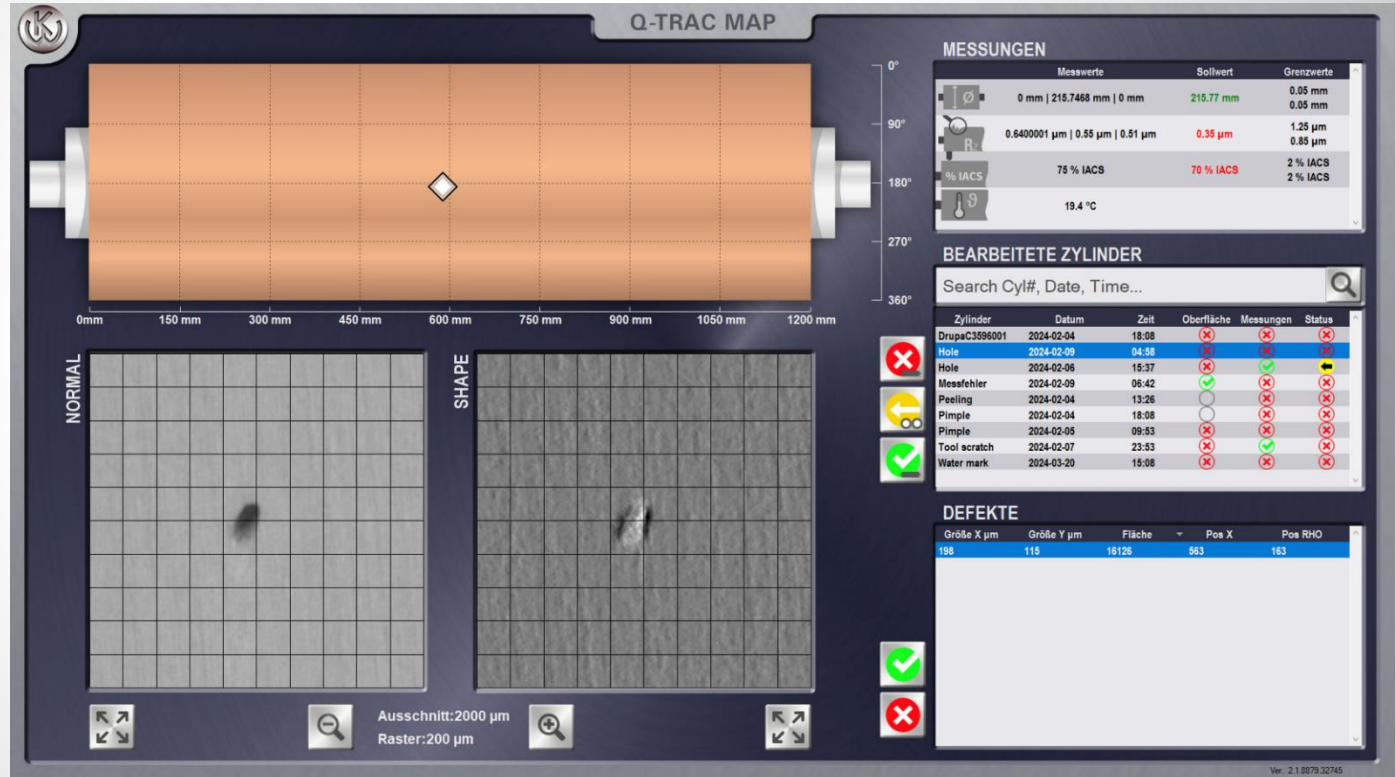 Q-TRAC MAP
0°
90°
180°
270°
360°
0mm 150 mm 300 mm 450 mm 600 mm 750 mm 900 mm 1050 mm 1200 mm
NORMAL
SHAPE
Ausschnitt:2000 µm
Raster:200 µm
MESSUNGEN
Messwerte Sollwert Grenzwerte
Ø 0 mm | 215.7468 mm | 0 mm 215.77 mm 0.05 mm
0.05 mm
Rz 0.6400001 µm | 0.55 µm | 0.51 µm 0.35 µm 1.25 µm
0.85 µm
% IACS 75 % IACS 70 % IACS 2 % IACS
2 % IACS
ϑ 19.4 °C
BEARBEITETE ZYLINDER
Search Cyl#, Date, Time...
Zylinder Datum Zeit Oberfläche Messungen Status
DrupaC3596001 2024-02-04 18:08
Hole 2024-02-09 04:58
Hole 2024-02-06 15:37
Messfehler 2024-02-09 06:42
Peeling 2024-02-04 13:26
Pimple 2024-02-04 18:08
Pimple 2024-02-05 09:53
Tool scratch 2024-02-07 23:53
Water mark 2024-03-20 15:08
DEFEKTE
Größe X µm Größe Y µm Fläche Pos X Pos RHO
198 115 16126 563 163
Ver.. 2.1.8879.32745